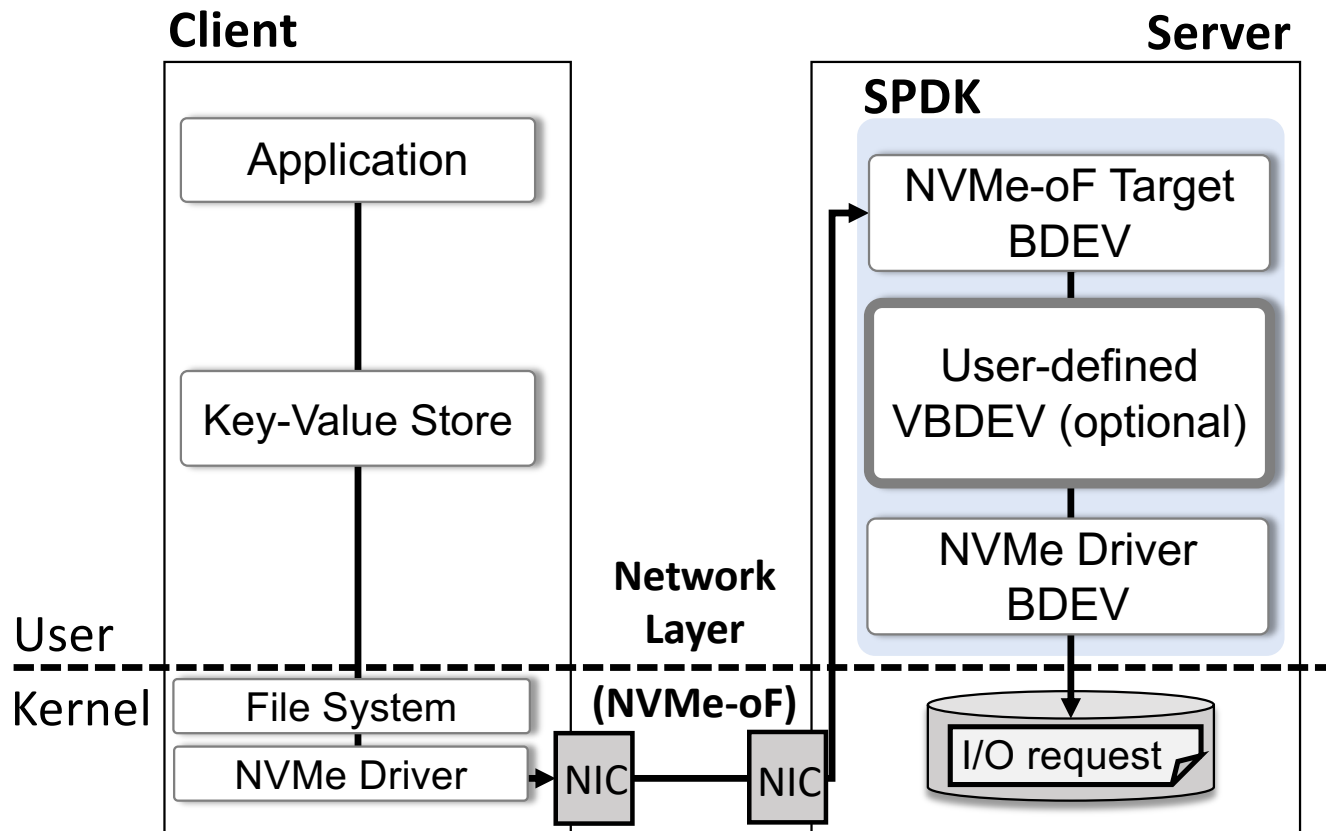 Client
Application
Key-Value Store
User
Kernel
File System
NVMe Driver
NIC
Network
Layer
(NVMe-oF)
NIC
Server
SPDK
NVMe-oF Target
BDEV
User-defined
VBDEV (optional)
NVMe Driver
BDEV
I/O request